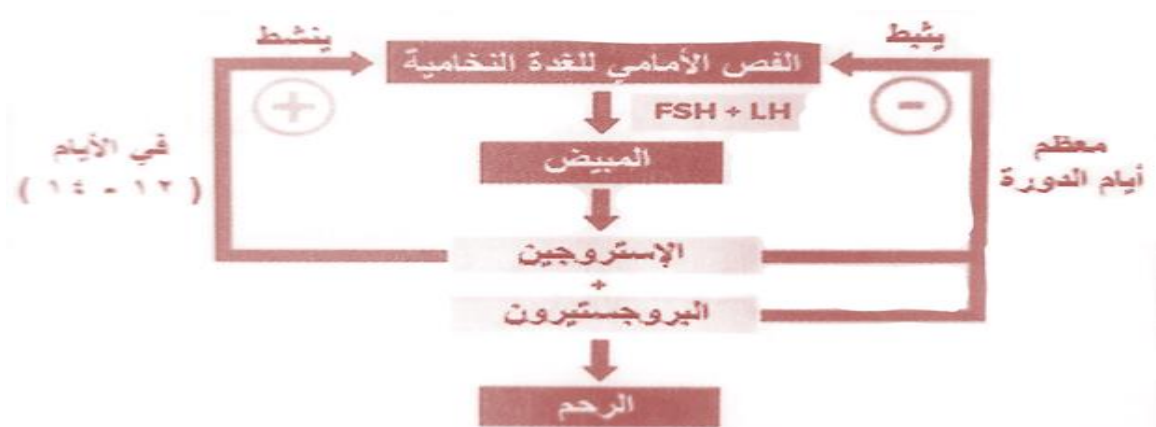 ينشط
يثبط
الفص الأمامي للغدة النخامية
+
-
FSH + LH
في الأيام
( ١٢ - ١٤ )
المبيض
معظم
أيام الدورة
الإستروجين
+
البروجستيرون
الرحم